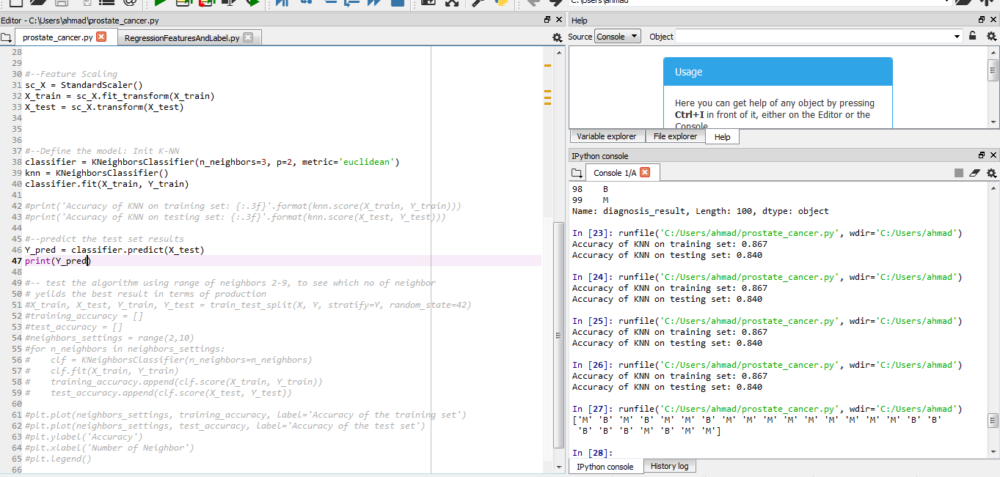 C:\Users\ahmad
Editor - C:\Users\ahmad\prostate_cancer.py
prostate_cancer.py
RegressionFeaturesAndLabel.py
28
29
30 #--Feature Scaling
31 sc_X = StandardScaler()
32 X_train = sc_X.fit_transform(X_train)
33 X_test = sc_X.transform(X_test)
34
35
36
37 #--Define the model: Init K-NN
38 classifier = KNeighborsClassifier(n_neighbors=3, p=2, metric='euclidean')
39 knn = KNeighborsClassifier()
40 classifier.fit(X_train, Y_train)
41
42 #print('Accuracy of KNN on training set: {:.3f}'.format(knn.score(X_train, Y_train)))
43 #print('Accuracy of KNN on testing set: {:.3f}'.format(knn.score(X_test, Y_test)))
44
45 #--predict the test set results
46 Y_pred = classifier.predict(X_test)
47 print(Y_pred)
48
49 #-- test the algorithm using range of neighbors 2-9, to see which no of neighbor
50 # yeilds the best result in terms of production
51 #X_train, X_test, Y_train, Y_test = train_test_split(X, Y, stratify=Y, random_state=42)
52 #training_accuracy = []
53 #test_accuracy = []
54 #neighbors_settings = range(2,10)
55 #for n_neighbors in neighbors_settings:
56 #    clf = KNeighborsClassifier(n_neighbors=n_neighbors)
57 #    clf.fit(X_train, Y_train)
58 #    training_accuracy.append(clf.score(X_train, Y_train))
59 #    test_accuracy.append(clf.score(X_test, Y_test))
60
61 #plt.plot(neighbors_settings, training_accuracy, label='Accuracy of the training set')
62 #plt.plot(neighbors_settings, test_accuracy, label='Accuracy of the test set')
63 #plt.ylabel('Accuracy')
64 #plt.xlabel('Number of Neighbor')
65 #plt.legend()
66
Help
Source Console Object
Usage
Here you can get help of any object by pressing
Ctrl+I in front of it, either on the Editor or the
Console.
Variable explorer File explorer Help
IPython console
Console 1/A
98    B
99    M
Name: diagnosis_result, Length: 100, dtype: object
In [23]: runfile('C:/Users/ahmad/prostate_cancer.py', wdir='C:/Users/ahmad')
Accuracy of KNN on training set: 0.867
Accuracy of KNN on testing set: 0.840
In [24]: runfile('C:/Users/ahmad/prostate_cancer.py', wdir='C:/Users/ahmad')
Accuracy of KNN on training set: 0.867
Accuracy of KNN on testing set: 0.840
In [25]: runfile('C:/Users/ahmad/prostate_cancer.py', wdir='C:/Users/ahmad')
Accuracy of KNN on training set: 0.867
Accuracy of KNN on testing set: 0.840
In [26]: runfile('C:/Users/ahmad/prostate_cancer.py', wdir='C:/Users/ahmad')
Accuracy of KNN on training set: 0.867
Accuracy of KNN on testing set: 0.840
In [27]: runfile('C:/Users/ahmad/prostate_cancer.py', wdir='C:/Users/ahmad')
['M' 'B' 'M' 'B' 'M' 'M' 'B' 'M' 'M' 'M' 'M' 'M' 'M' 'M' 'M' 'M' 'B' 'B'
 'B' 'B' 'B' 'M' 'B' 'M' 'M']
In [28]:
IPython console History log